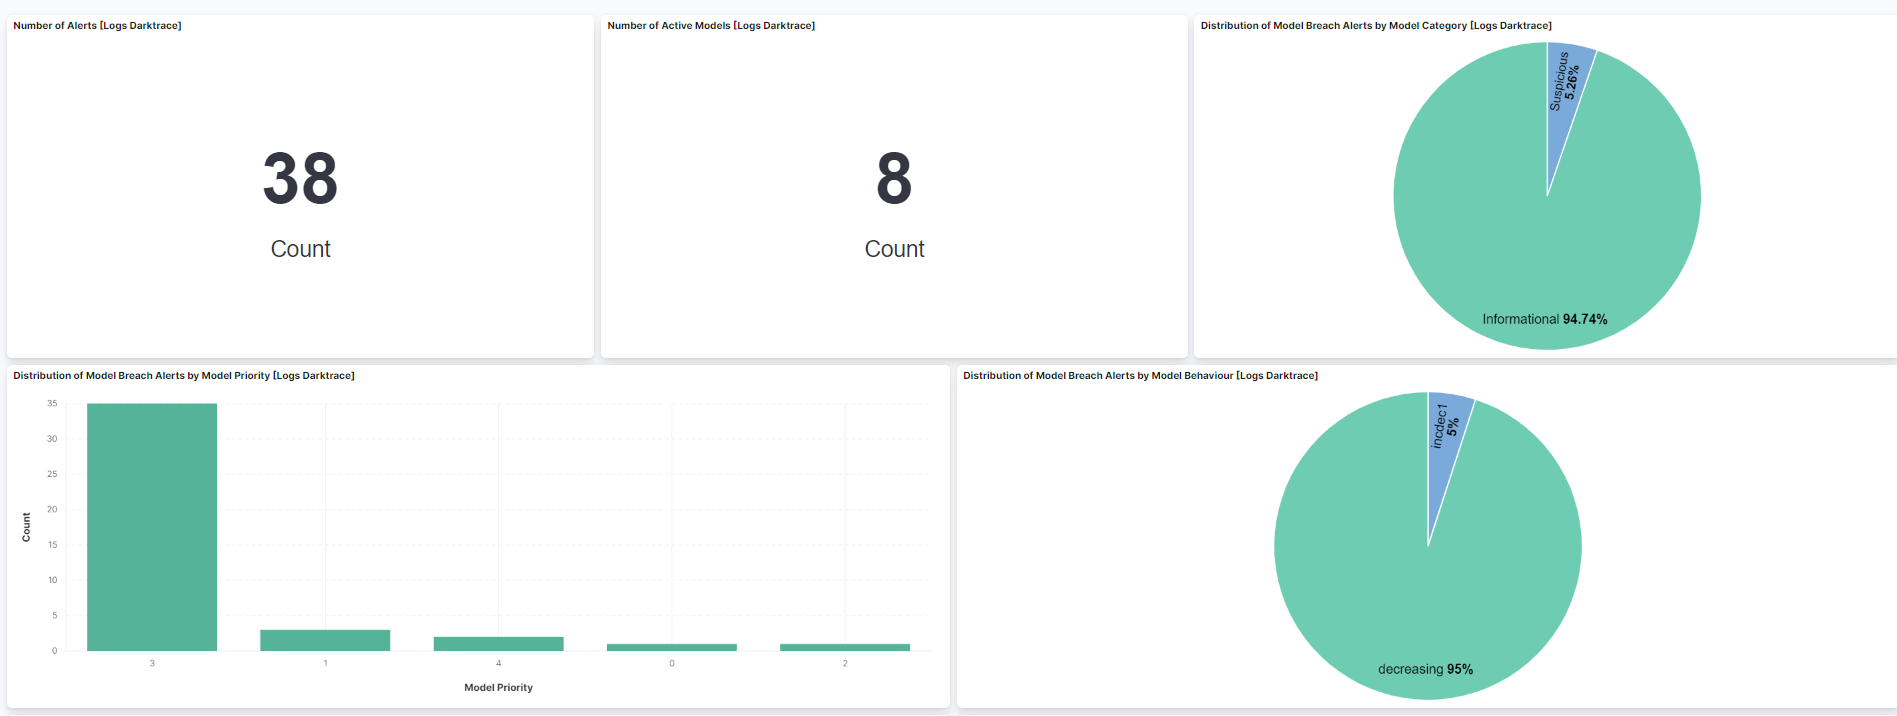 Number of Alerts [Logs Darktrace]
38
Count
Number of Active Models [Logs Darktrace]
8
Count
Distribution of Model Breach Alerts by Model Category [Logs Darktrace]
Suspicious
5.26%
Informational 94.74%
Distribution of Model Breach Alerts by Model Priority [Logs Darktrace]
35
30
25
20
15
10
5
0
Count
3 1 4 0 2
Model Priority
Distribution of Model Breach Alerts by Model Behaviour [Logs Darktrace]
incdec1
5%
decreasing 95%